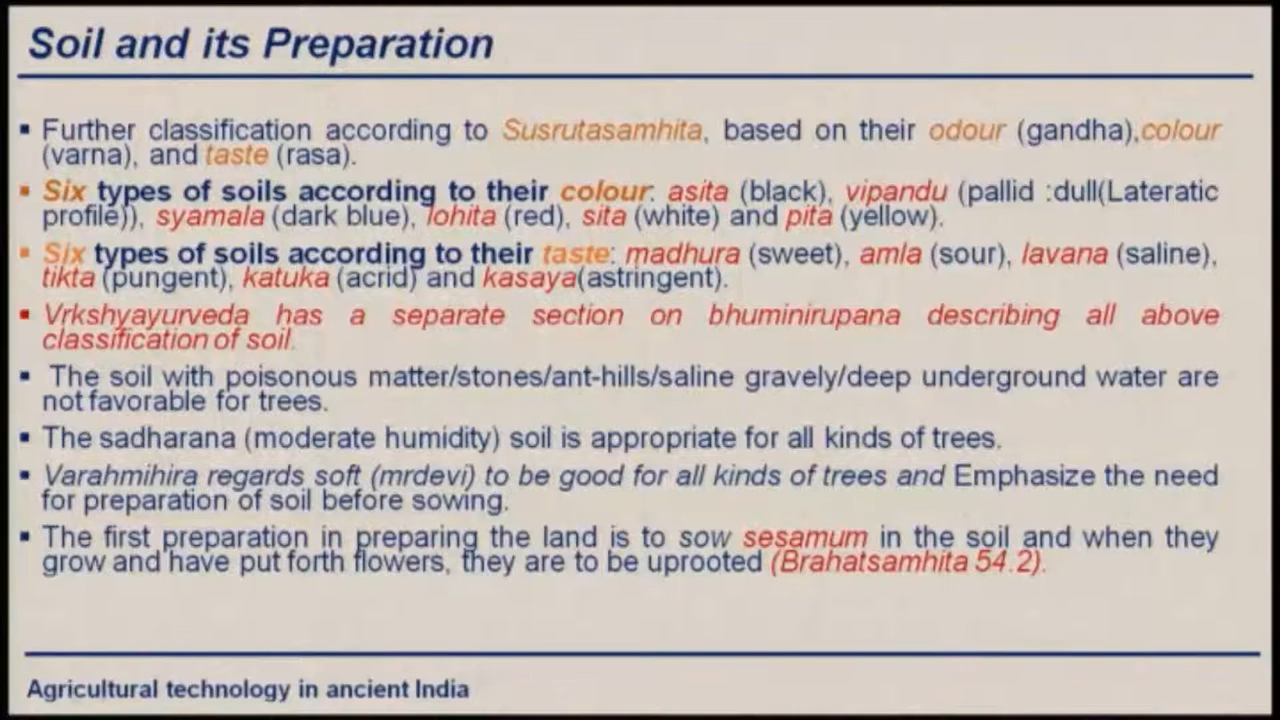 Soil and its Preparation
▪ Further classification according to Susrutasamhita, based on their odour (gandha),colour
(varna), and taste (rasa).
▪ Six types of soils according to their colour: asita (black), vipandu (pallid :dull(Lateratic
profile)), syamala (dark blue), lohita (red), sita (white) and pita (yellow).
▪ Six types of soils according to their taste: madhura (sweet), amla (sour), lavana (saline),
tikta (pungent), katuka (acrid) and kasaya(astringent).
▪ Vrkshyayurveda has a separate section on bhuminirupana describing all above
classification of soil.
▪ The soil with poisonous matter/stones/ant-hills/saline gravely/deep underground water are
not favorable for trees.
▪ The sadharana (moderate humidity) soil is appropriate for all kinds of trees.
▪ Varahmihira regards soft (mrdevi) to be good for all kinds of trees and Emphasize the need
for preparation of soil before sowing.
▪ The first preparation in preparing the land is to sow sesamum in the soil and when they
grow and have put forth flowers, they are to be uprooted (Brahatsamhita 54.2).
Agricultural technology in ancient India